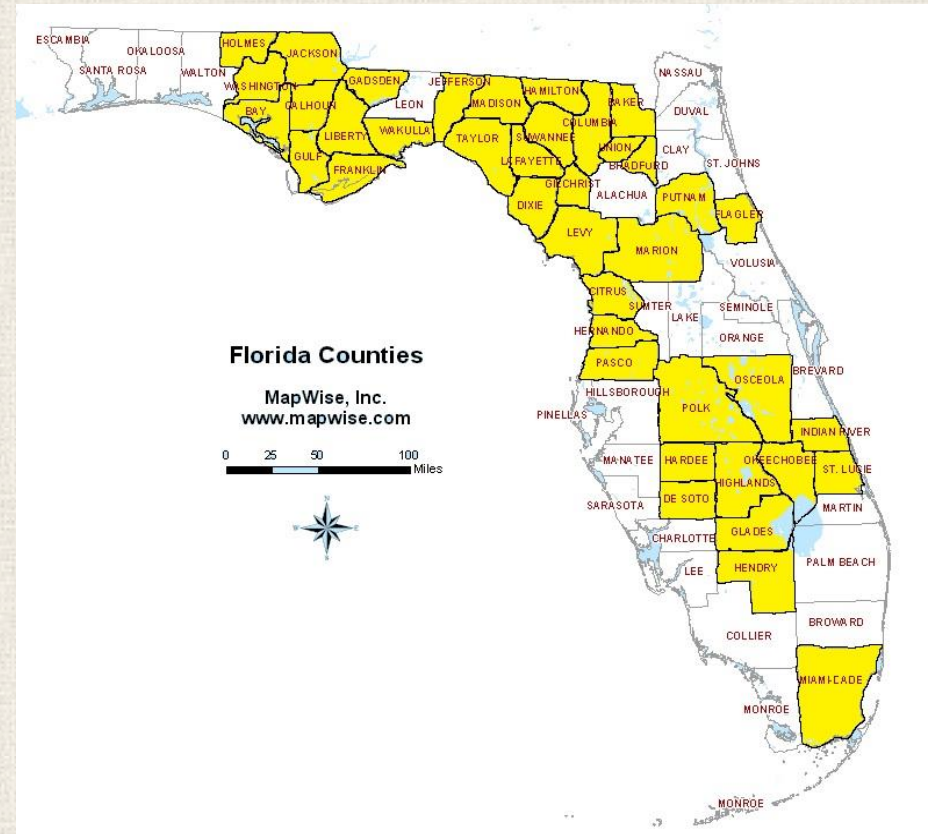 ESCAMBIA
OKALOOSA
HOLMES
JACKSON
SANTA ROSA
WALTON
WASHINGTON
GADSDEN
JEFFERSON
HAMILTON
NASSAU
BAY
CALHOUN
LEON
MADISON
BAKER
DUVAL
LIBERTY
WAKULLA
TAYLOR
SUWANNEE
COLUMBIA
GULF
FRANKLIN
LAFAYETTE
UNION
BRADFORD
CLAY
ST. JOHNS
DIXIE
GILCHRIST
ALACHUA
PUTNAM
FLAGLER
LEVY
MARION
VOLUSIA
CITRUS
SUMTER
LAKE
SEMINOLE
HERNANDO
ORANGE
Florida Counties
PASCO
OSCEOLA
BREVARD
MapWise, Inc.
www.mapwise.com
HILLSBOROUGH
PINELLAS
POLK
INDIAN RIVER
0 25 50 100
Miles
MANATEE
HARDEE
HIGHLANDS
OKEECHOBEE
ST. LUCIE
SARASOTA
DE SOTO
MARTIN
CHARLOTTE
GLADES
LEE
HENDRY
PALM BEACH
COLLIER
BROWARD
MIAMI-DADE
MONROE
MONROE
N
W E
S